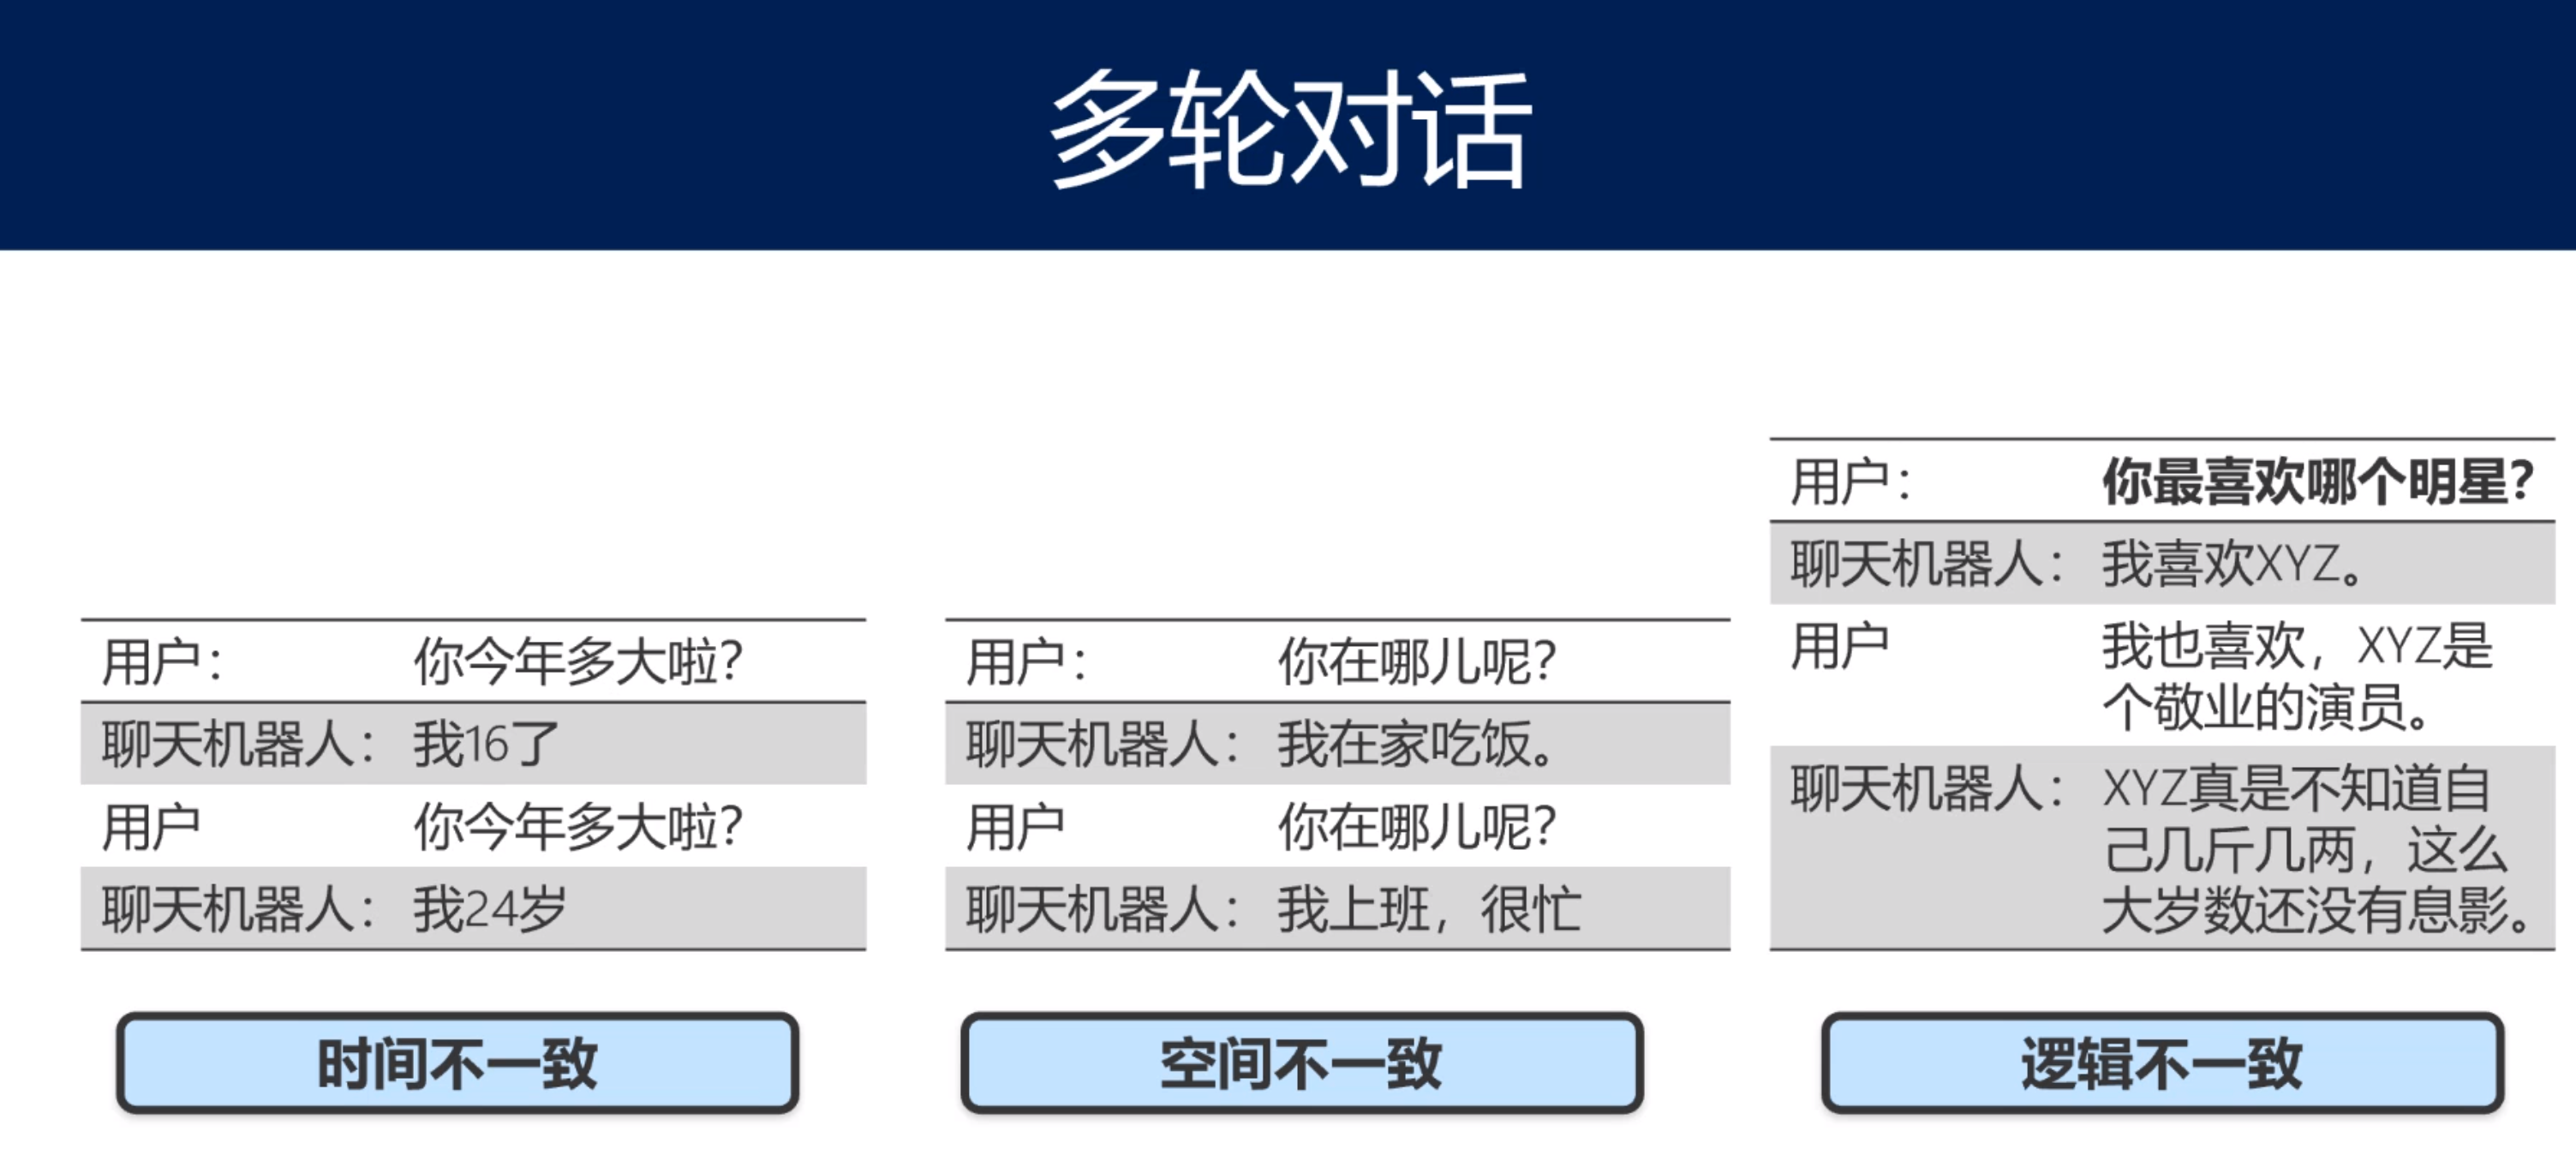 多轮对话
用户： 你今年多大啦？
聊天机器人： 我16了
用户 你今年多大啦？
聊天机器人： 我24岁
时间不一致
用户： 你在哪儿呢？
聊天机器人： 我在家吃饭。
用户 你在哪儿呢？
聊天机器人： 我上班，很忙
空间不一致
用户： 你最喜欢哪个明星？
聊天机器人： 我喜欢XYZ。
用户 我也喜欢，XYZ是
个敬业的演员。
聊天机器人： XYZ真是不知道自
己几斤几两，这么
大岁数还没有息影。
逻辑不一致